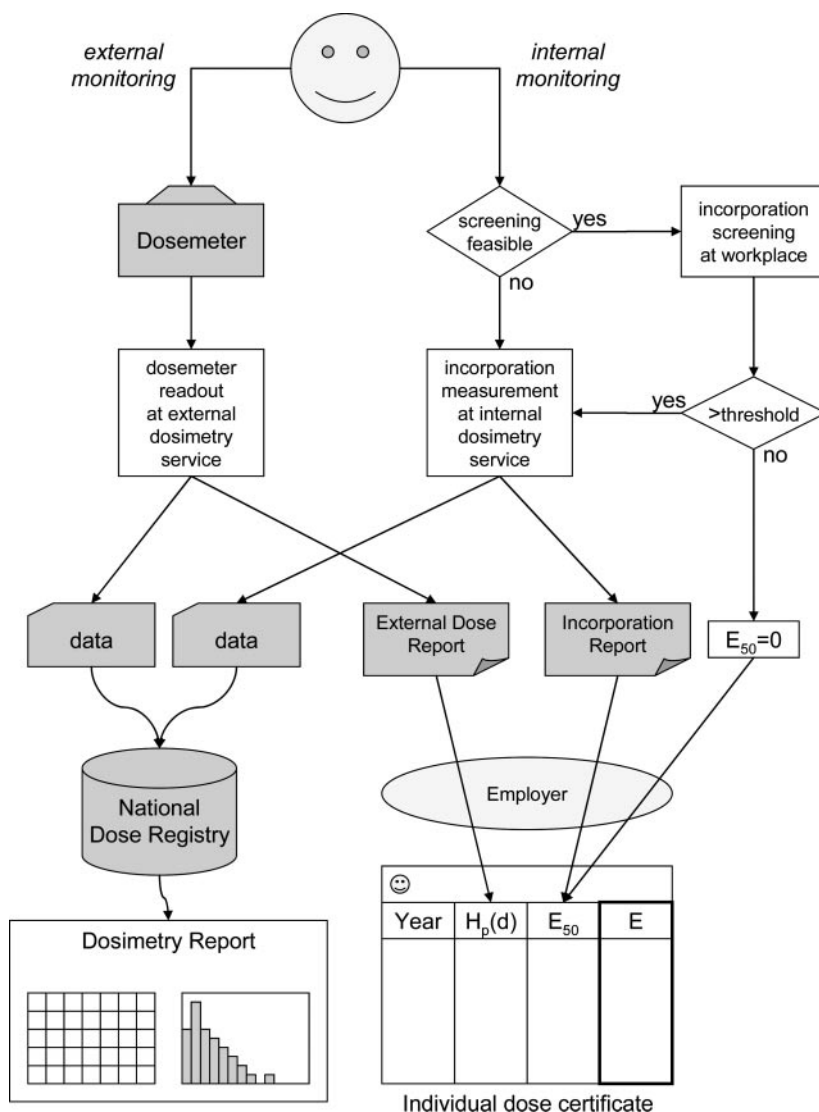 external
monitoring
internal
monitoring
Dosemeter
screening
feasible
yes
no
incorporation
screening
at workplace
dosemeter
readout
at external
dosimetry
service
incorporation
measurement
at internal
dosimetry
service
yes
>threshold
no
data
data
External Dose
Report
Incorporation
Report
E₅₀=0
National
Dose Registry
Employer
Year Hₚ(d) E₅₀ E
Dosimetry Report
Individual dose certificate